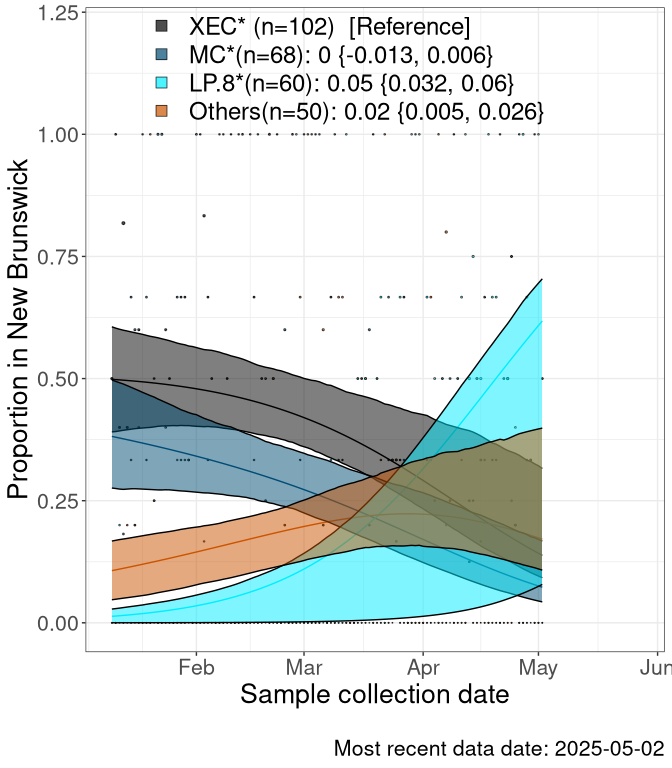 XEC* (n=102)  [Reference]
MC*(n=68): 0 {-0.013, 0.006}
LP.8*(n=60): 0.05 {0.032, 0.06}
Others(n=50): 0.02 {0.005, 0.026}
1.25
1.00
0.75
0.50
0.25
0.00
Proportion in New Brunswick
Feb Mar Apr May Jun
Sample collection date
Most recent data date: 2025-05-02